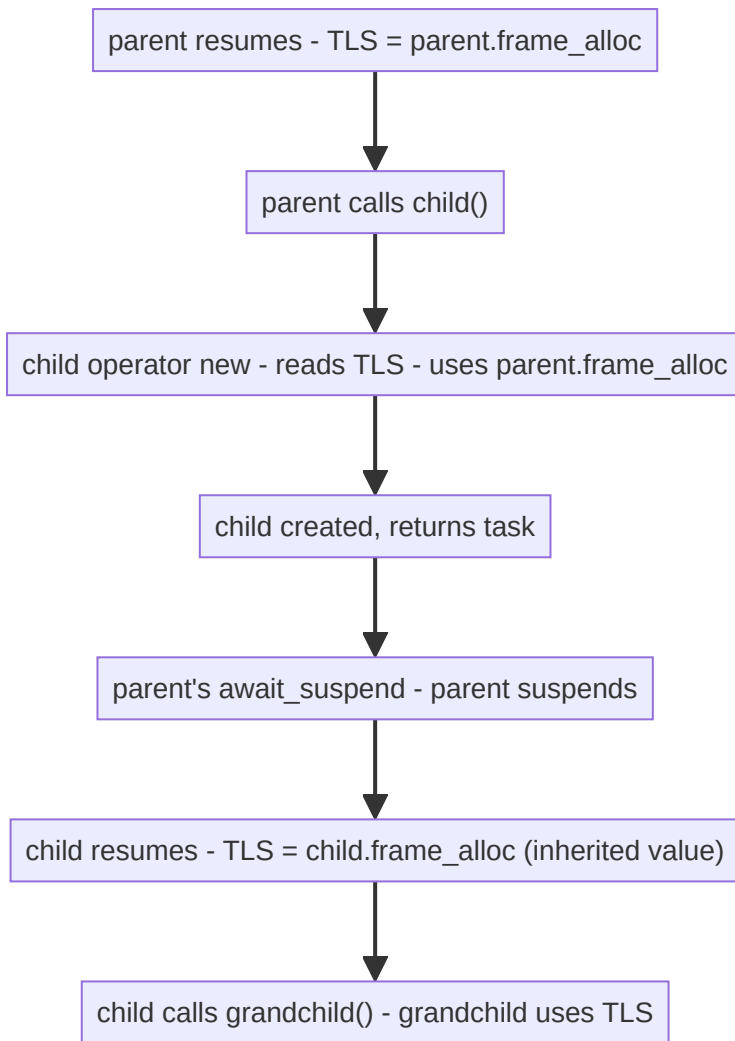 parent resumes - TLS = parent.frame_alloc
parent calls child()
child operator new - reads TLS - uses parent.frame_alloc
child created, returns task
parent's await_suspend - parent suspends
child resumes - TLS = child.frame_alloc (inherited value)
child calls grandchild() - grandchild uses TLS